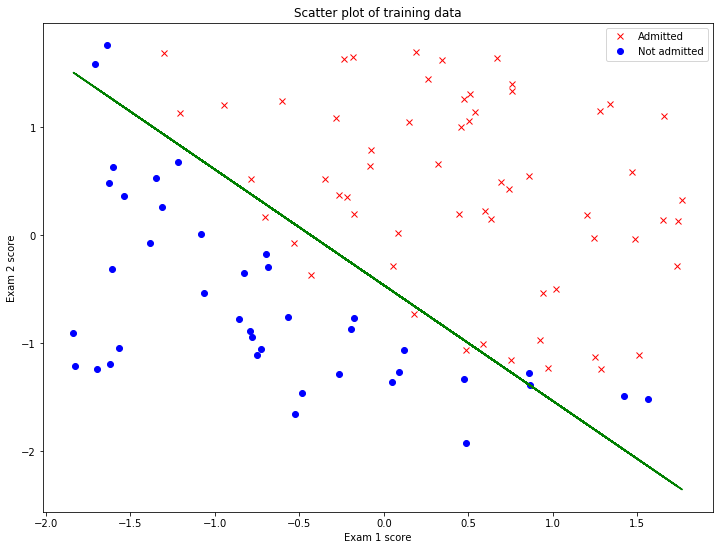 Scatter plot of training data
Admitted
Not admitted
Exam 2 score
1
0
−1
−2
−2.0
−1.5
−1.0
−0.5
0.0
0.5
1.0
1.5
Exam 1 score